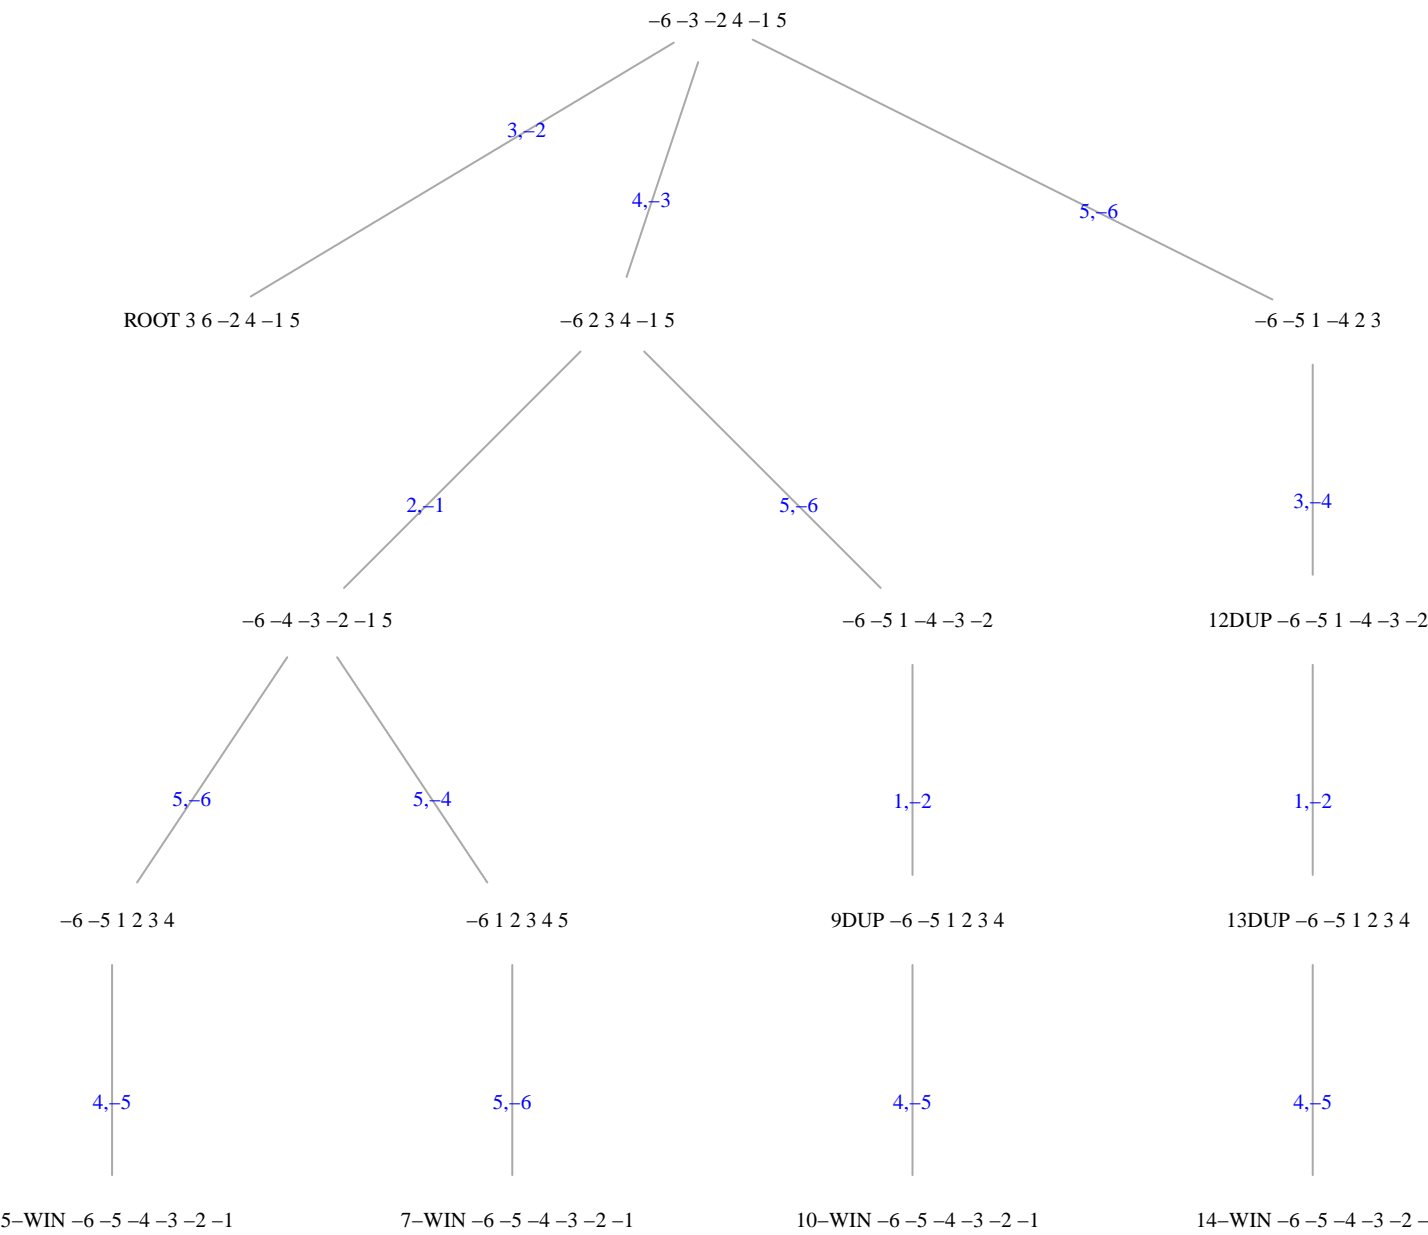 –6 –3 –2 4 –1 5
3,–2
4,–3
5,–6
ROOT 3 6 –2 4 –1 5
–6 2 3 4 –1 5
–6 –5 1 –4 2 3
2,–1
5,–6
3,–4
–6 –4 –3 –2 –1 5
–6 –5 1 –4 –3 –2
12DUP –6 –5 1 –4 –3 –2
5,–6
5,–4
1,–2
1,–2
–6 –5 1 2 3 4
–6 1 2 3 4 5
9DUP –6 –5 1 2 3 4
13DUP –6 –5 1 2 3 4
4,–5
5,–6
4,–5
4,–5
5–WIN –6 –5 –4 –3 –2 –1
7–WIN –6 –5 –4 –3 –2 –1
10–WIN –6 –5 –4 –3 –2 –1
14–WIN –6 –5 –4 –3 –2 –